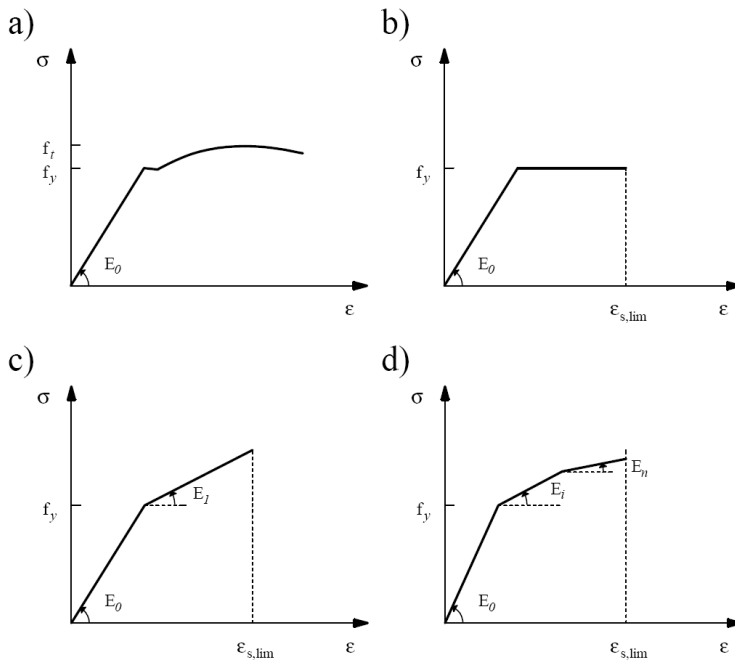 a)
σ
f_t
f_y
E_0
ε
b)
σ
f_y
E_0
ε_s,lim
ε
c)
σ
f_y
E_1
E_0
ε_s,lim
ε
d)
σ
f_y
E_i
E_n
E_0
ε_s,lim
ε